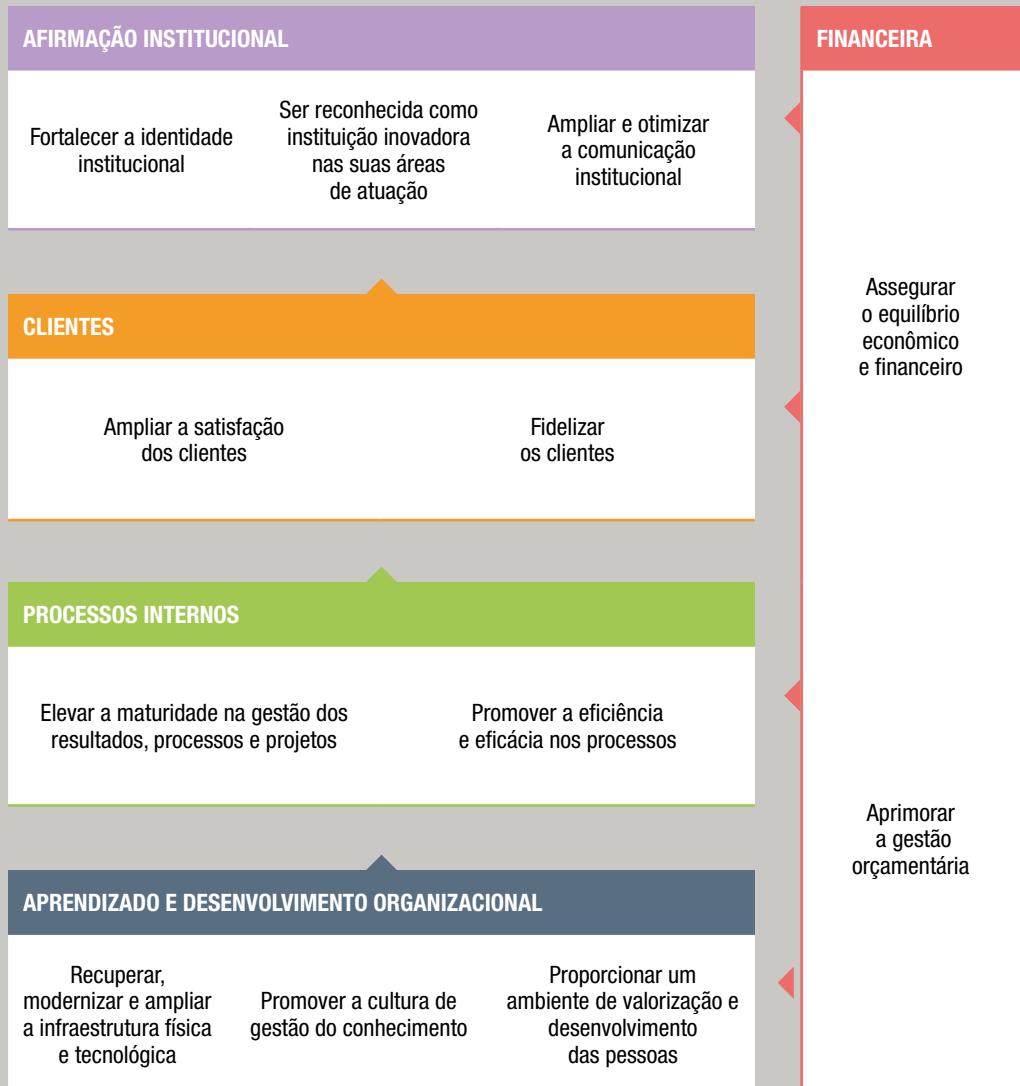 AFIRMAÇÃO INSTITUCIONAL
Fortalecer a identidade
institucional
Ser reconhecida como
instituição inovadora
nas suas áreas
de atuação
Ampliar e otimizar
a comunicação
institucional
CLIENTES
Ampliar a satisfação
dos clientes
Fidelizar
os clientes
PROCESSOS INTERNOS
Elevar a maturidade na gestão dos
resultados, processos e projetos
Promover a eficiência
e eficácia nos processos
APRENDIZADO E DESENVOLVIMENTO ORGANIZACIONAL
Recuperar,
modernizar e ampliar
a infraestrutura física
e tecnológica
Promover a cultura de
gestão do conhecimento
Proporcionar um
ambiente de valorização e
desenvolvimento
das pessoas
FINANCEIRA
Assegurar
o equilíbrio
econômico
e financeiro
Aprimorar
a gestão
orçamentária